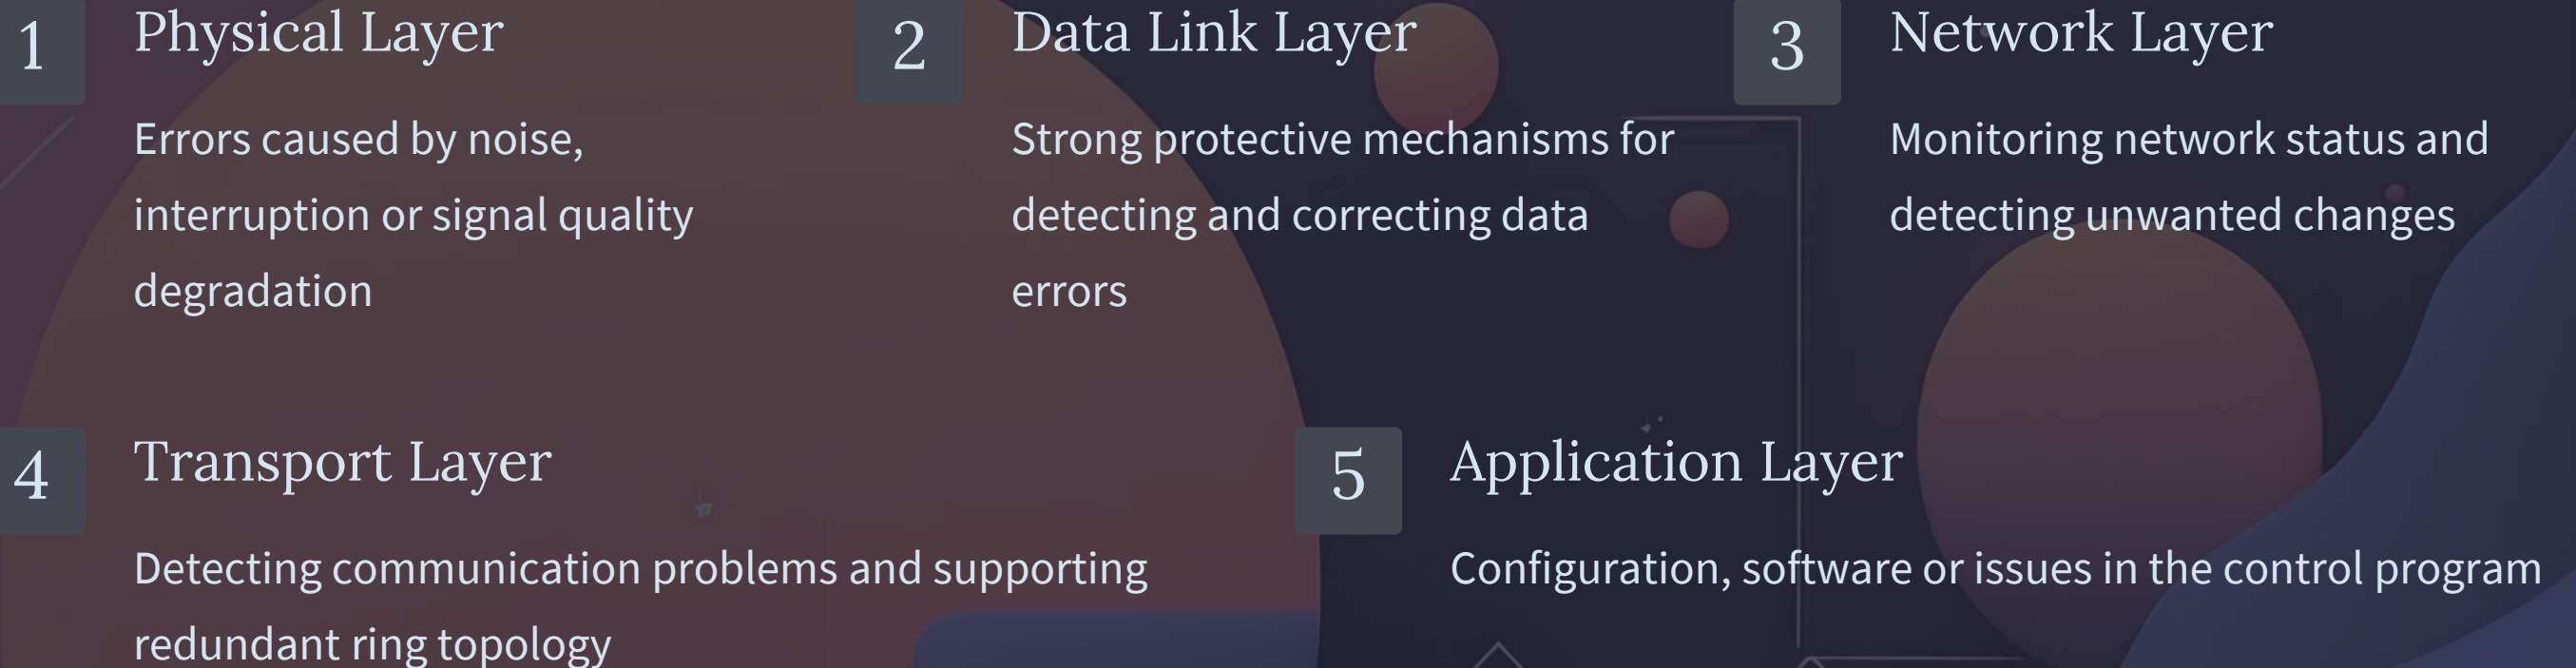 1
Physical Layer
Errors caused by noise,
interruption or signal quality
degradation
2
Data Link Layer
Strong protective mechanisms for
detecting and correcting data
errors
3
Network Layer
Monitoring network status and
detecting unwanted changes
4
Transport Layer
Detecting communication problems and supporting
redundant ring topology
5
Application Layer
Configuration, software or issues in the control program